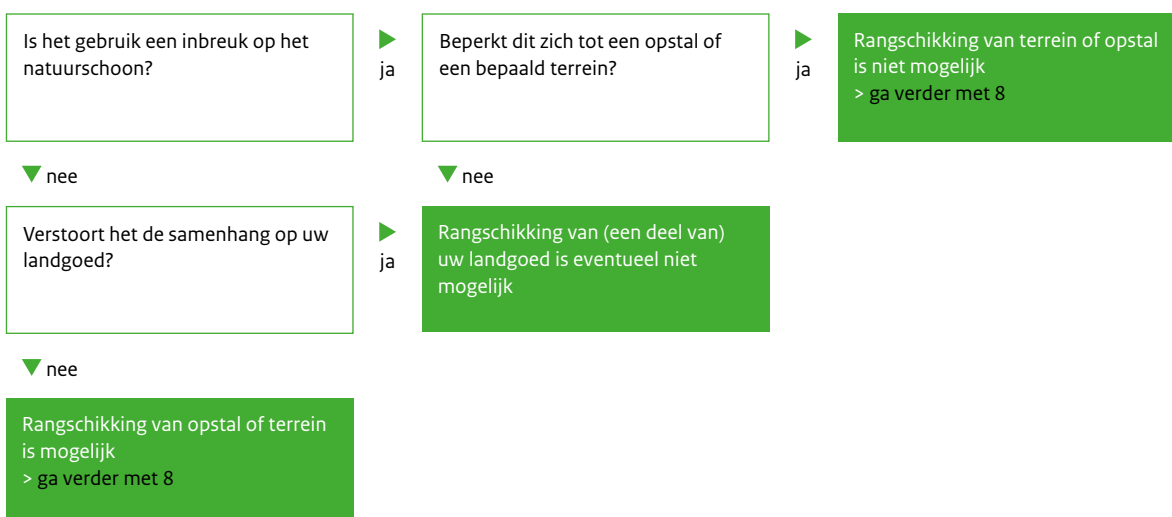 Is het gebruik een inbreuk op het
natuurschoon?
ja
Beperkt dit zich tot een opstal of
een bepaald terrein?
ja
Rangschikking van terrein of opstal
is niet mogelijk
> ga verder met 8
nee
nee
Verstoort het de samenhang op uw
landgoed?
ja
Rangschikking van (een deel van)
uw landgoed is eventueel niet
mogelijk
nee
Rangschikking van opstal of terrein
is mogelijk
> ga verder met 8